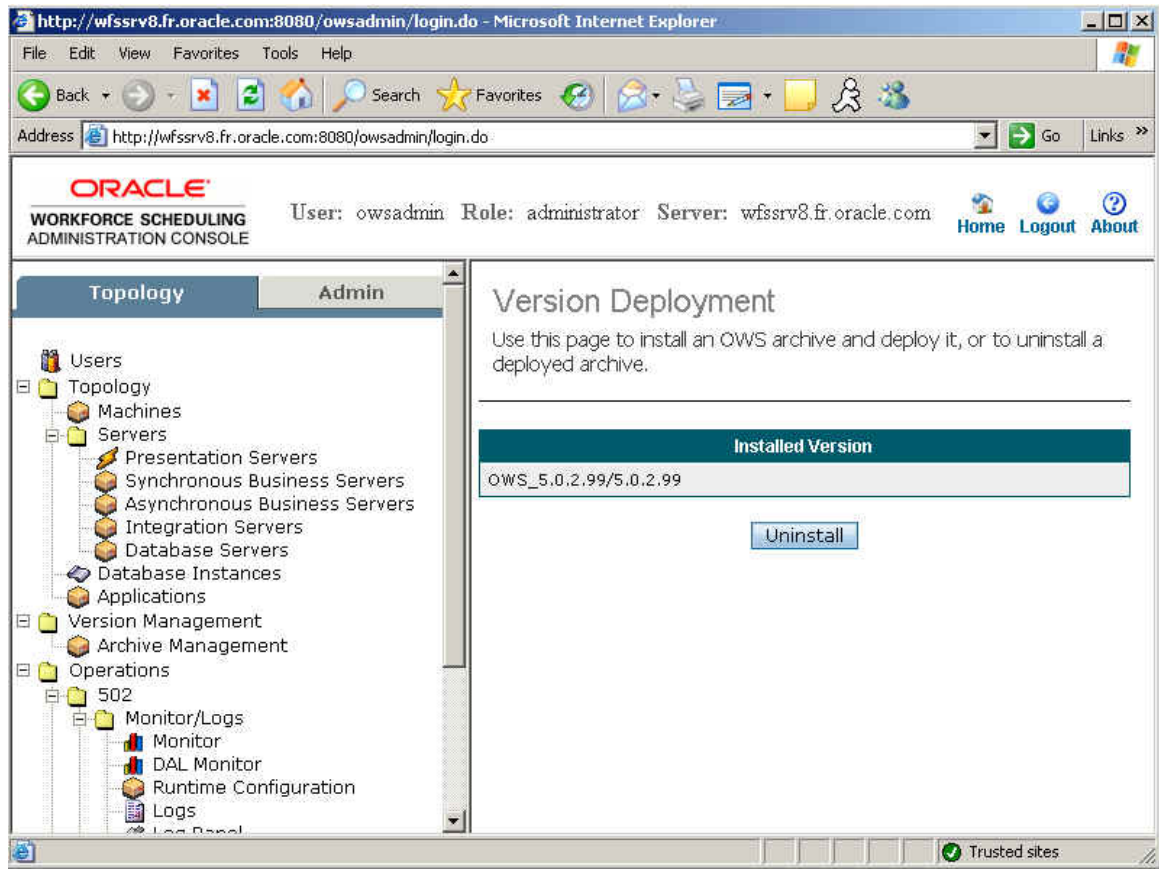 http://wfssrv8.fr.oracle.com:8080/owsadmin/login.do - Microsoft Internet Explorer
File Edit View Favorites Tools Help
Back Search Favorites
Address http://wfssrv8.fr.oracle.com:8080/owsadmin/login.do Go Links »
ORACLE
WORKFORCE SCHEDULING
ADMINISTRATION CONSOLE
User: owsadmin Role: administrator Server: wfssrv8.fr.oracle.com
Home Logout About
Topology Admin
Users
Topology
Machines
Servers
Presentation Servers
Synchronous Business Servers
Asynchronous Business Servers
Integration Servers
Database Servers
Database Instances
Applications
Version Management
Archive Management
Operations
502
Monitor/Logs
Monitor
DAL Monitor
Runtime Configuration
Logs
Log Panel
Version Deployment
Use this page to install an OWS archive and deploy it, or to uninstall a
deployed archive.
Installed Version
OWS_5.0.2.99/5.0.2.99
Uninstall
Trusted sites